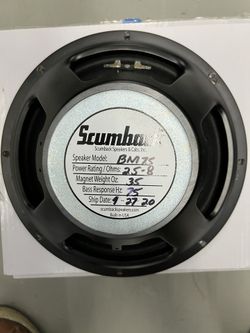 Scumback
Scumback Speakers & Cabs, Inc.
Speaker Model: BM75
Power Rating / Ohms: 25-8
Magnet Weight Oz: 35
Bass Response Hz: 75
Ship Date: 9-27-20
scumbackspeakers.com
Built in USA